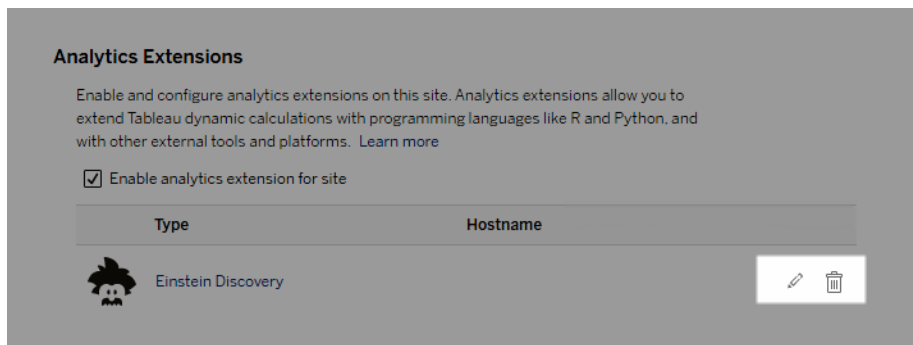 Analytics Extensions
Enable and configure analytics extensions on this site. Analytics extensions allow you to
extend Tableau dynamic calculations with programming languages like R and Python, and
with other external tools and platforms. Learn more
Enable analytics extension for site
Type Hostname
Einstein Discovery